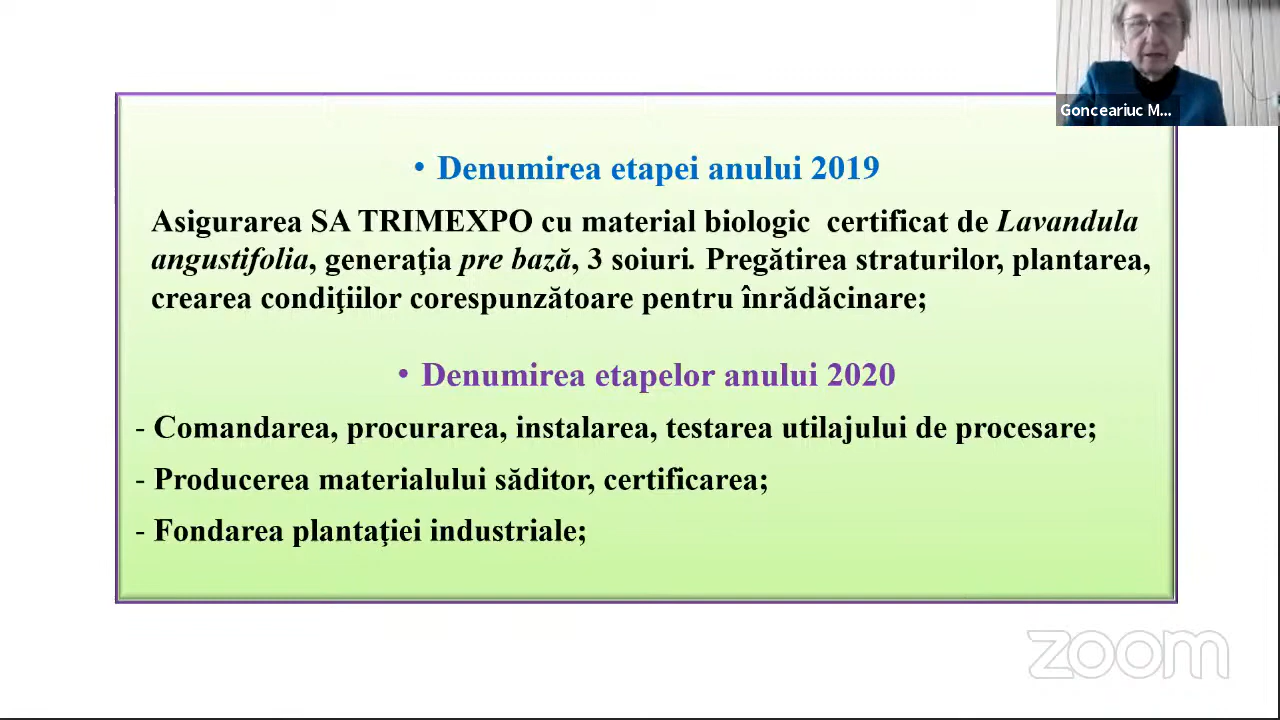 Gonceariuc M...
• Denumirea etapei anului 2019
Asigurarea SA TRIMEXPO cu material biologic certificat de Lavandula
angustifolia, generaţia pre bază, 3 soiuri. Pregătirea straturilor, plantarea,
crearea condiţiilor corespunzătoare pentru înrădăcinare;
• Denumirea etapelor anului 2020
- Comandarea, procurarea, instalarea, testarea utilajului de procesare;
- Producerea materialului săditor, certificarea;
- Fondarea plantaţiei industriale;
zoom